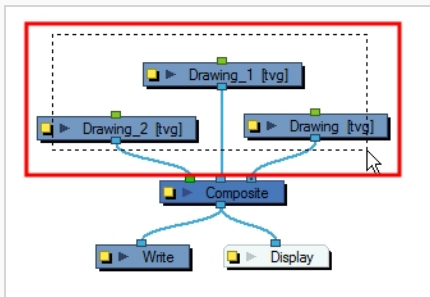 Drawing_1 [tvg]
Drawing_2 [tvg]
Drawing [tvg]
Composite
Write
Display